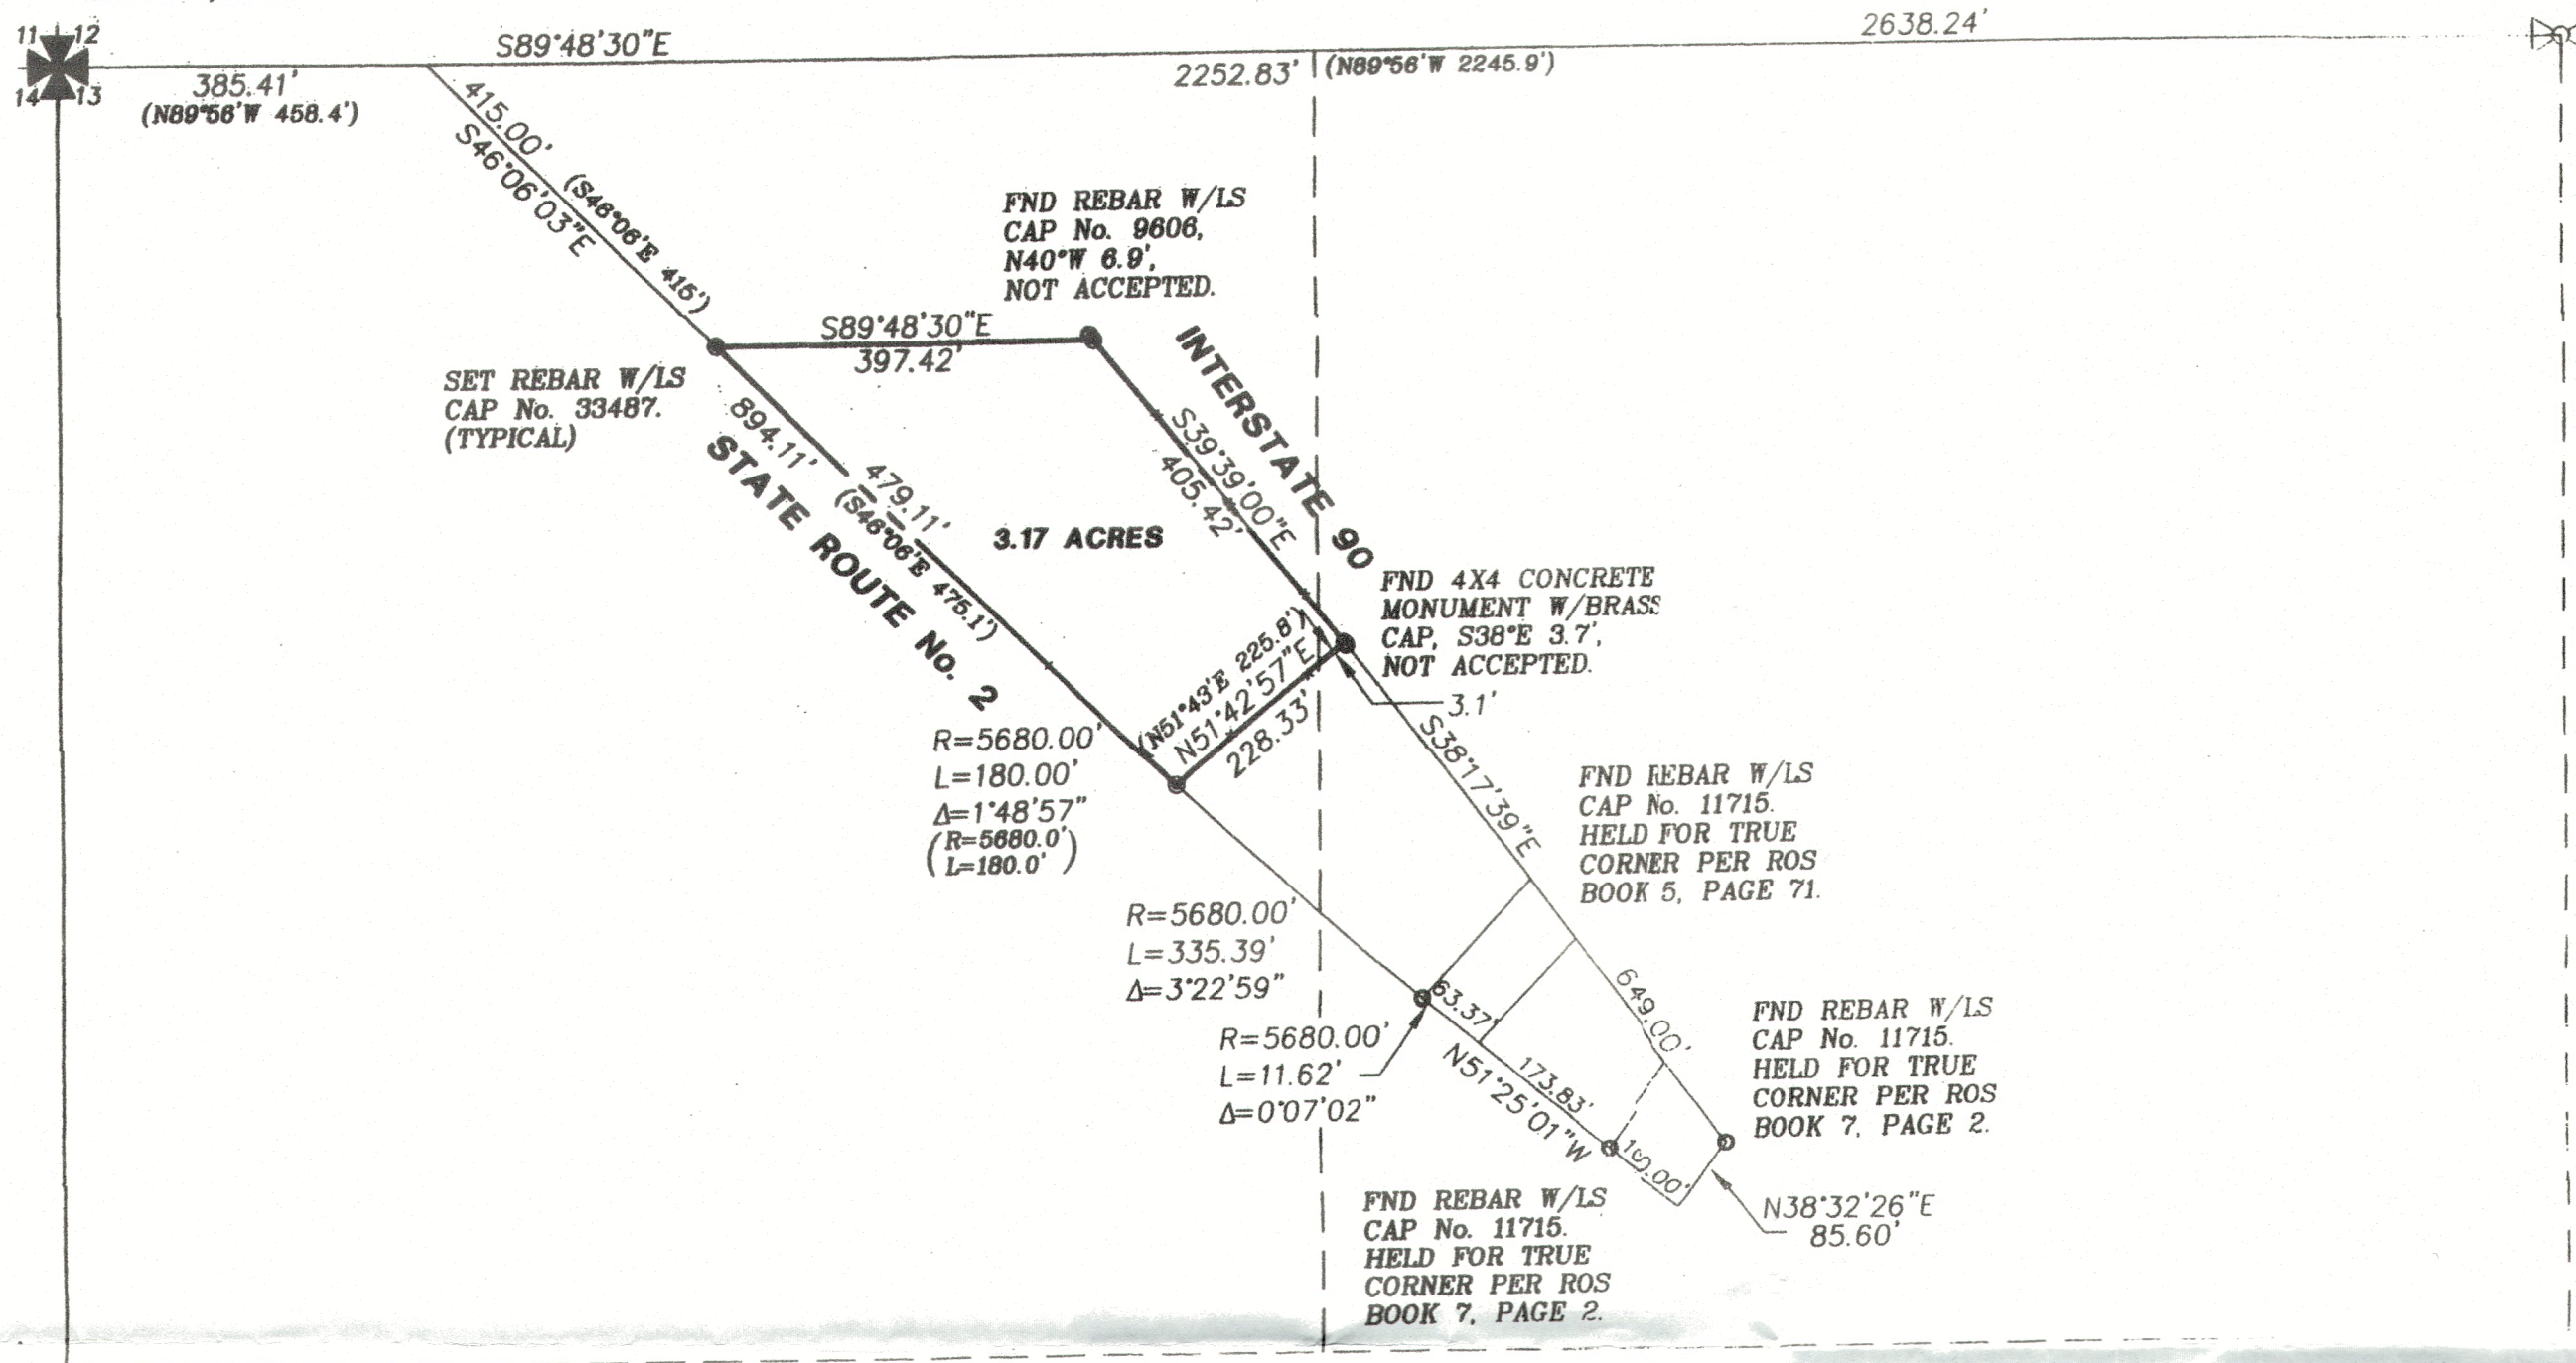 11 12
14 13
S89°48'30"E
2638.24'
385.41'
(N89°56'W 458.4')
2252.83'
(N89°56'W 2245.9')
415.00'
S46°06'03"E
(S46°06'E 415')
FND REBAR W/LS
CAP No. 9606,
N40°W 6.9',
NOT ACCEPTED.
S89°48'30"E
397.42'
SET REBAR W/LS
CAP No. 33487.
(TYPICAL)
894.11'
STATE ROUTE No. 2
479.11'
(S46°06'E 475.1')
3.17 ACRES
INTERSTATE 90
S39°39'00"E
405.42'
FND 4X4 CONCRETE
MONUMENT W/BRASS
CAP, S38°E 3.7',
NOT ACCEPTED.
3.1'
(N51°43'E 225.8')
N51°42'57"E
228.33'
R=5680.00'
L=180.00'
Δ=1°48'57"
(R=5680.0'
L=180.0')
S38°17'39"E
FND REBAR W/LS
CAP No. 11715.
HELD FOR TRUE
CORNER PER ROS
BOOK 5, PAGE 71.
R=5680.00'
L=335.39'
Δ=3°22'59"
649.00'
63.37'
R=5680.00'
L=11.62'
Δ=0°07'02"
173.83'
N51°25'01"W
FND REBAR W/LS
CAP No. 11715.
HELD FOR TRUE
CORNER PER ROS
BOOK 7, PAGE 2.
N38°32'26"E
85.60'
FND REBAR W/LS
CAP No. 11715.
HELD FOR TRUE
CORNER PER ROS
BOOK 7, PAGE 2.